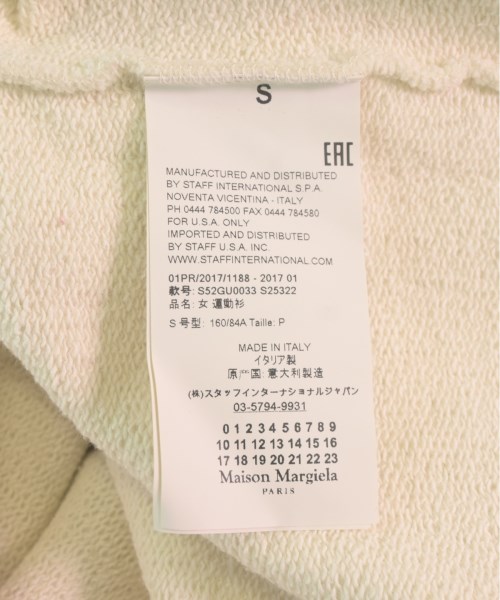 S
EAC
MANUFACTURED AND DISTRIBUTED
BY STAFF INTERNATIONAL S.P.A.
NOVENTA VICENTINA - ITALY
PH 0444 784500 FAX 0444 784580
FOR U.S.A. ONLY
IMPORTED AND DISTRIBUTED
BY STAFF U.S.A. INC.
WWW.STAFFINTERNATIONAL.COM
01PR/2017/1188 - 2017 01
款号: S52GU0033 S25322
品名: 女 運動衫
S 号型: 160/84A Taille: P
MADE IN ITALY
イタリア製
原产国: 意大利製造
(株)スタッフインターナショナルジャパン
03-5794-9931
0 1 2 3 4 5 6 7 8 9
10 11 12 13 14 15 16
17 18 19 20 21 22 23
Maison Margiela
PARIS